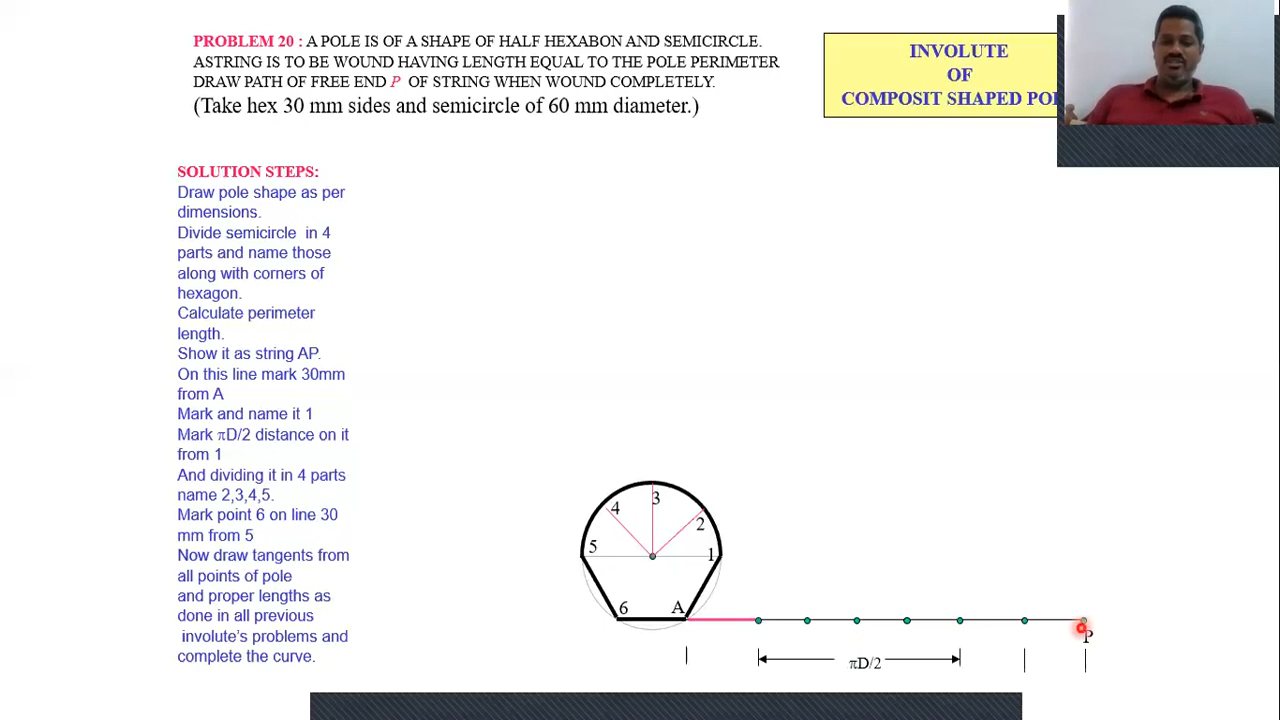 PROBLEM 20 : A POLE IS OF A SHAPE OF HALF HEXABON AND SEMICIRCLE.
ASTRING IS TO BE WOUND HAVING LENGTH EQUAL TO THE POLE PERIMETER
DRAW PATH OF FREE END P OF STRING WHEN WOUND COMPLETELY.
(Take hex 30 mm sides and semicircle of 60 mm diameter.)
INVOLUTE
OF
COMPOSIT SHAPED
SOLUTION STEPS:
Draw pole shape as per
dimensions.
Divide semicircle in 4
parts and name those
along with corners of
hexagon.
Calculate perimeter
length.
Show it as string AP.
On this line mark 30mm
from A
Mark and name it 1
Mark πD/2 distance on it
from 1
And dividing it in 4 parts
name 2,3,4,5.
Mark point 6 on line 30
mm from 5
Now draw tangents from
all points of pole
and proper lengths as
done in all previous
involute's problems and
complete the curve.
3
4
2
5
1
6
A
P
πD/2